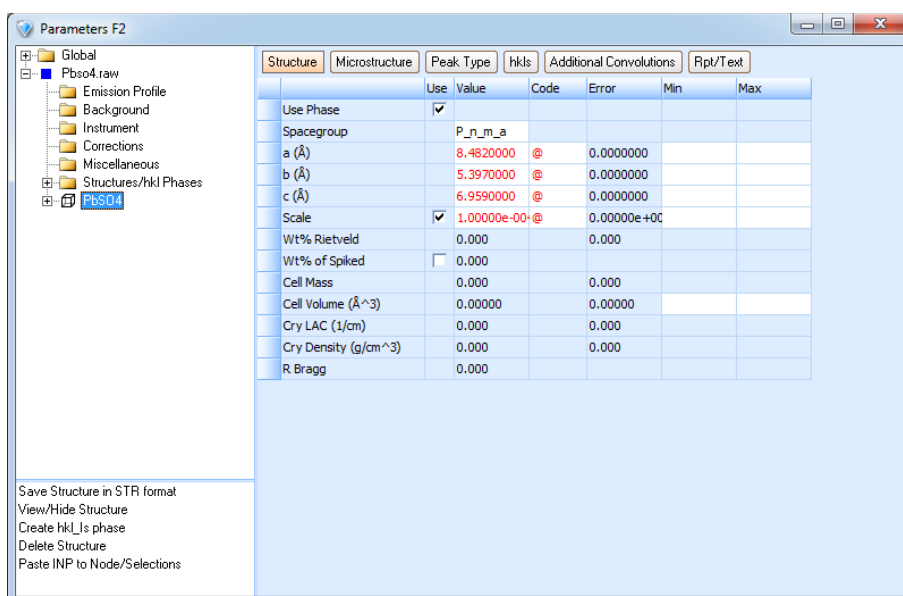 Parameters F2
Global
Pbso4.raw
Emission Profile
Background
Instrument
Corrections
Miscellaneous
Structures/hkl Phases
PbSO4
Structure Microstructure Peak Type hkls Additional Convolutions Rpt/Text
Use Value Code Error Min Max
Use Phase
Spacegroup P_n_m_a
a (Å) 8.4820000 @ 0.0000000
b (Å) 5.3970000 @ 0.0000000
c (Å) 6.9590000 @ 0.0000000
Scale 1.00000e-00 @ 0.00000e+00
Wt% Rietveld 0.000 0.000
Wt% of Spiked 0.000
Cell Mass 0.000 0.000
Cell Volume (Å^3) 0.00000 0.00000
Cry LAC (1/cm) 0.000 0.000
Cry Density (g/cm^3) 0.000 0.000
R Bragg 0.000
Save Structure in STR format
View/Hide Structure
Create hkl_Is phase
Delete Structure
Paste INP to Node/Selections